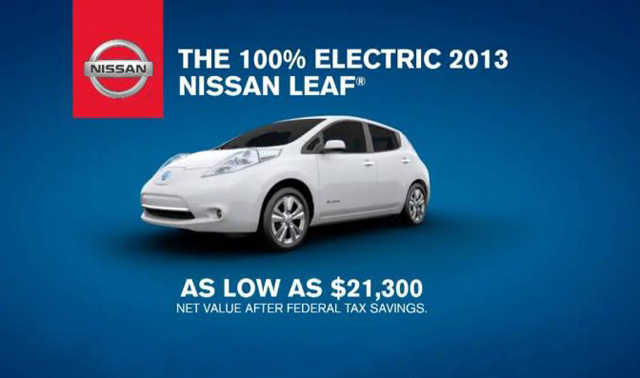 NISSAN
THE 100% ELECTRIC 2013
NISSAN LEAF®
AS LOW AS $21,300
NET VALUE AFTER FEDERAL TAX SAVINGS.